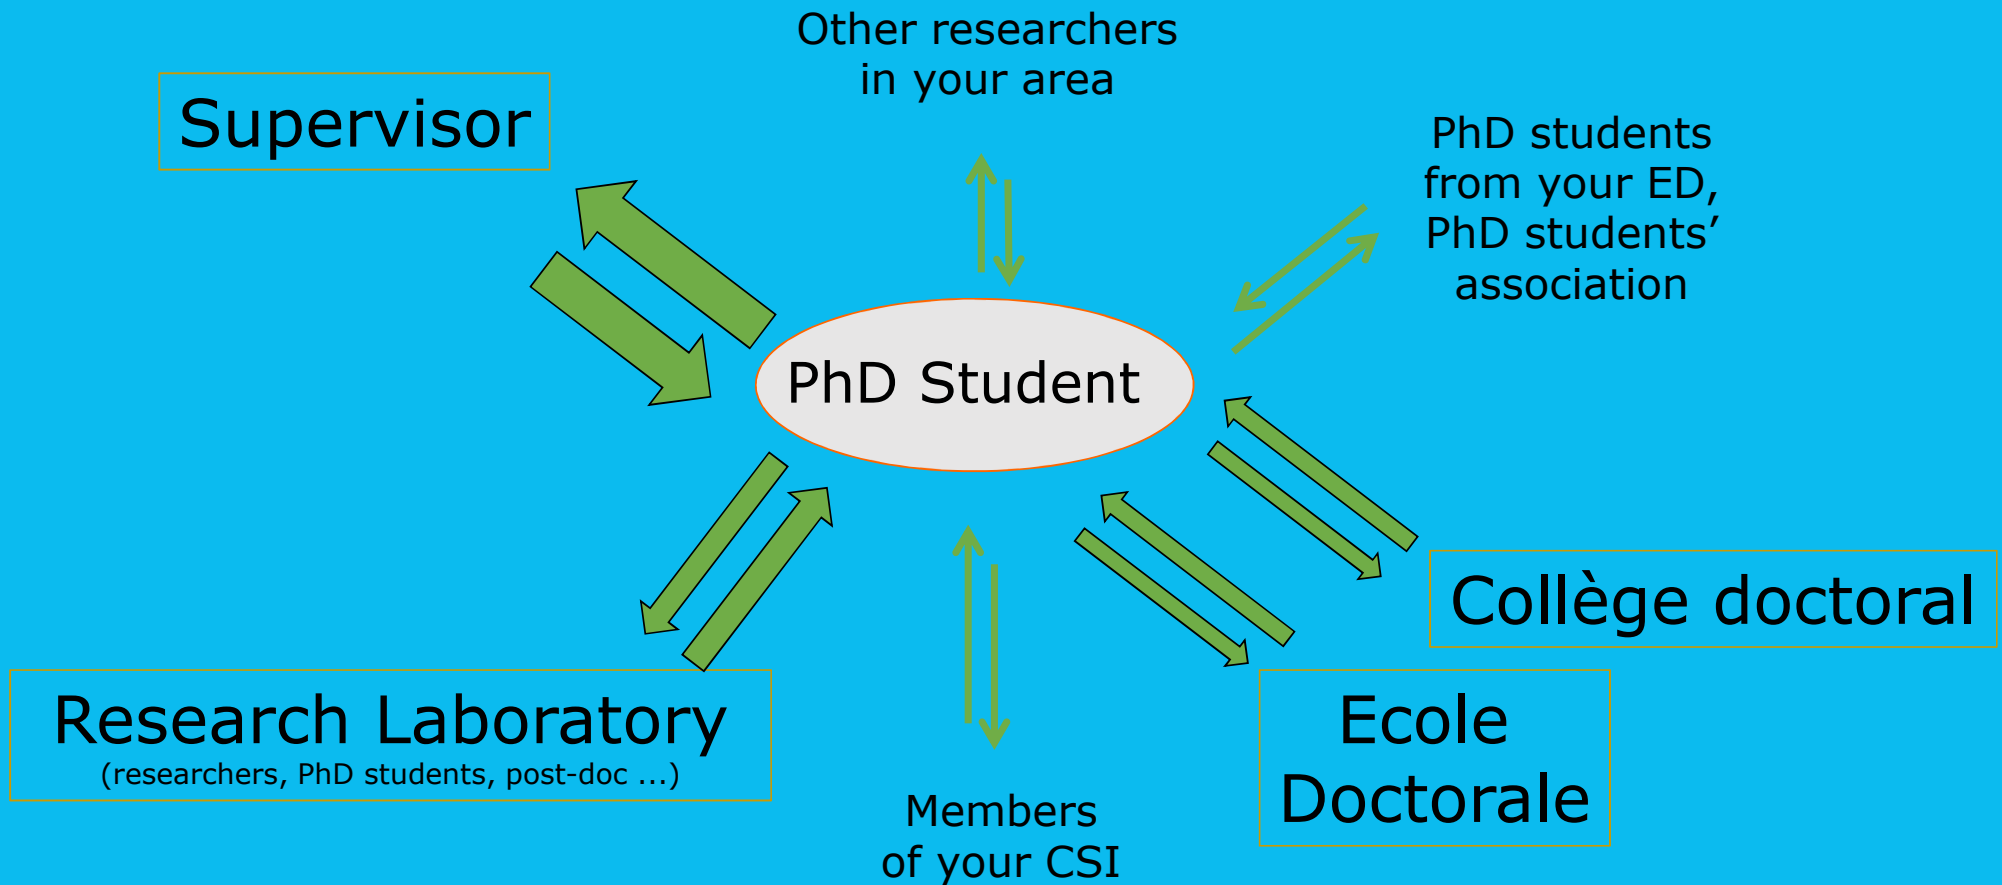 Other researchers
in your area
Supervisor
PhD students
from your ED,
PhD students’
association
PhD Student
Collège doctoral
Research Laboratory
(researchers, PhD students, post-doc …)
Ecole
Doctorale
Members
of your CSI